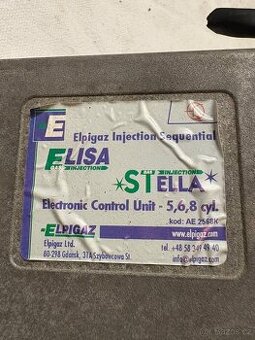 E
Elpigaz Injection Sequential
ELISA
GAS INJECTION
STELLA
GAS INJECTION
Electronic Control Unit - 5,6,8 cyl.
kod: AE 2568K
ELPIGAZ
www.elpigaz.com
Elpigaz Ltd.
tel. +48 58 349 49 40
80-298 Gdańsk, 37A Szybowcowa St.
info@elpigaz.com